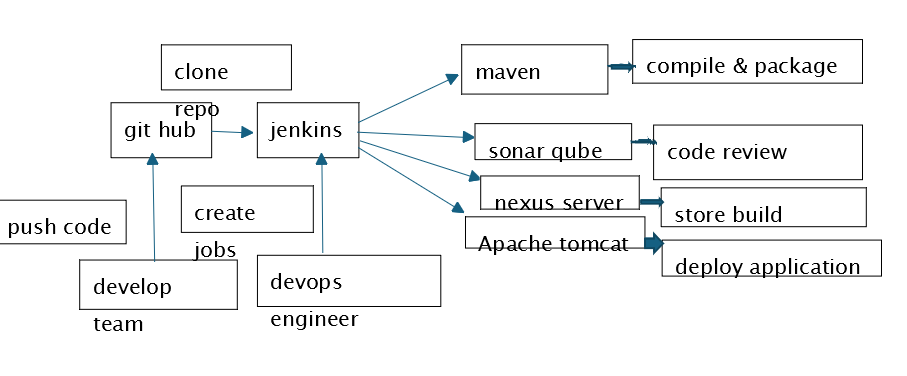 clone
repo
git hub
jenkins
maven
compile & package
sonar qube
code review
nexus server
store build
Apache tomcat
deploy application
push code
create
jobs
develop
team
devops
engineer